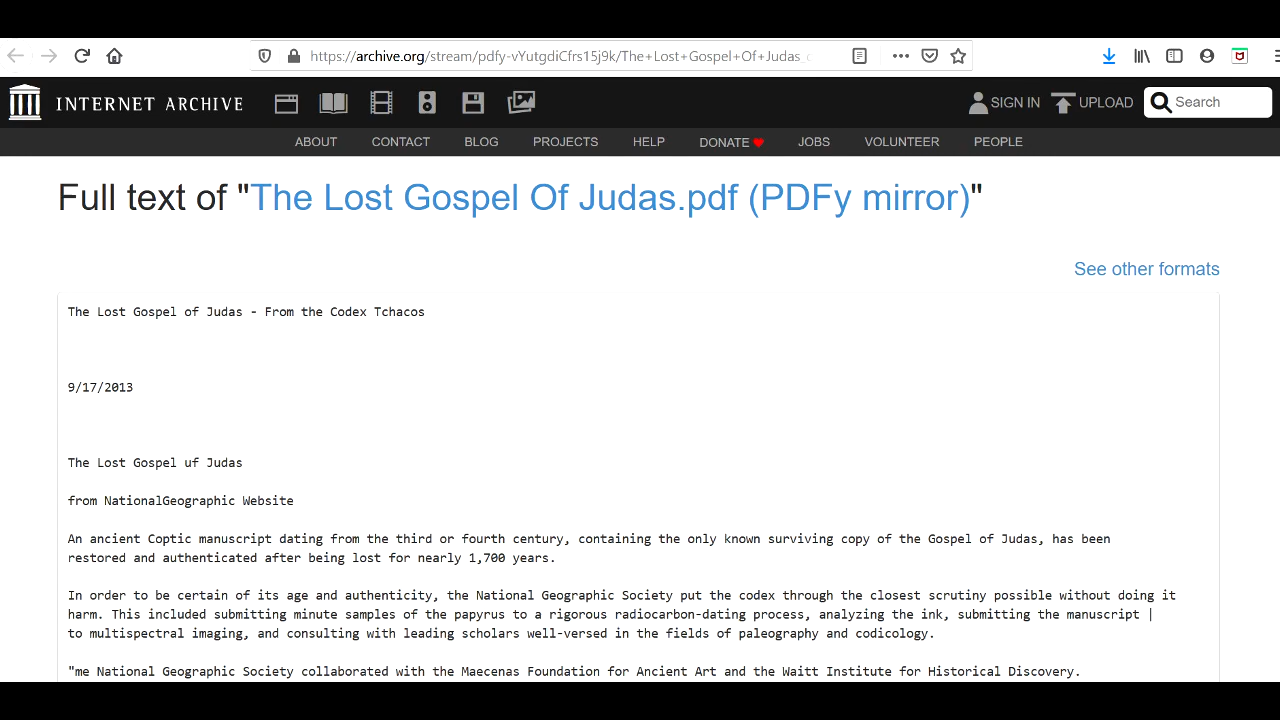 https://archive.org/stream/pdfy-vYutgdiCfrs15j9k/The+Lost+Gospel+Of+Judas
INTERNET ARCHIVE
SIGN IN
UPLOAD
Search
ABOUT
CONTACT
BLOG
PROJECTS
HELP
DONATE
JOBS
VOLUNTEER
PEOPLE
Full text of "The Lost Gospel Of Judas.pdf (PDFy mirror)"
See other formats
The Lost Gospel of Judas - From the Codex Tchacos
9/17/2013
The Lost Gospel uf Judas
from NationalGeographic Website
An ancient Coptic manuscript dating from the third or fourth century, containing the only known surviving copy of the Gospel of Judas, has been
restored and authenticated after being lost for nearly 1,700 years.
In order to be certain of its age and authenticity, the National Geographic Society put the codex through the closest scrutiny possible without doing it
harm. This included submitting minute samples of the papyrus to a rigorous radiocarbon-dating process, analyzing the ink, submitting the manuscript |
to multispectral imaging, and consulting with leading scholars well-versed in the fields of paleography and codicology.
"me National Geographic Society collaborated with the Maecenas Foundation for Ancient Art and the Waitt Institute for Historical Discovery.